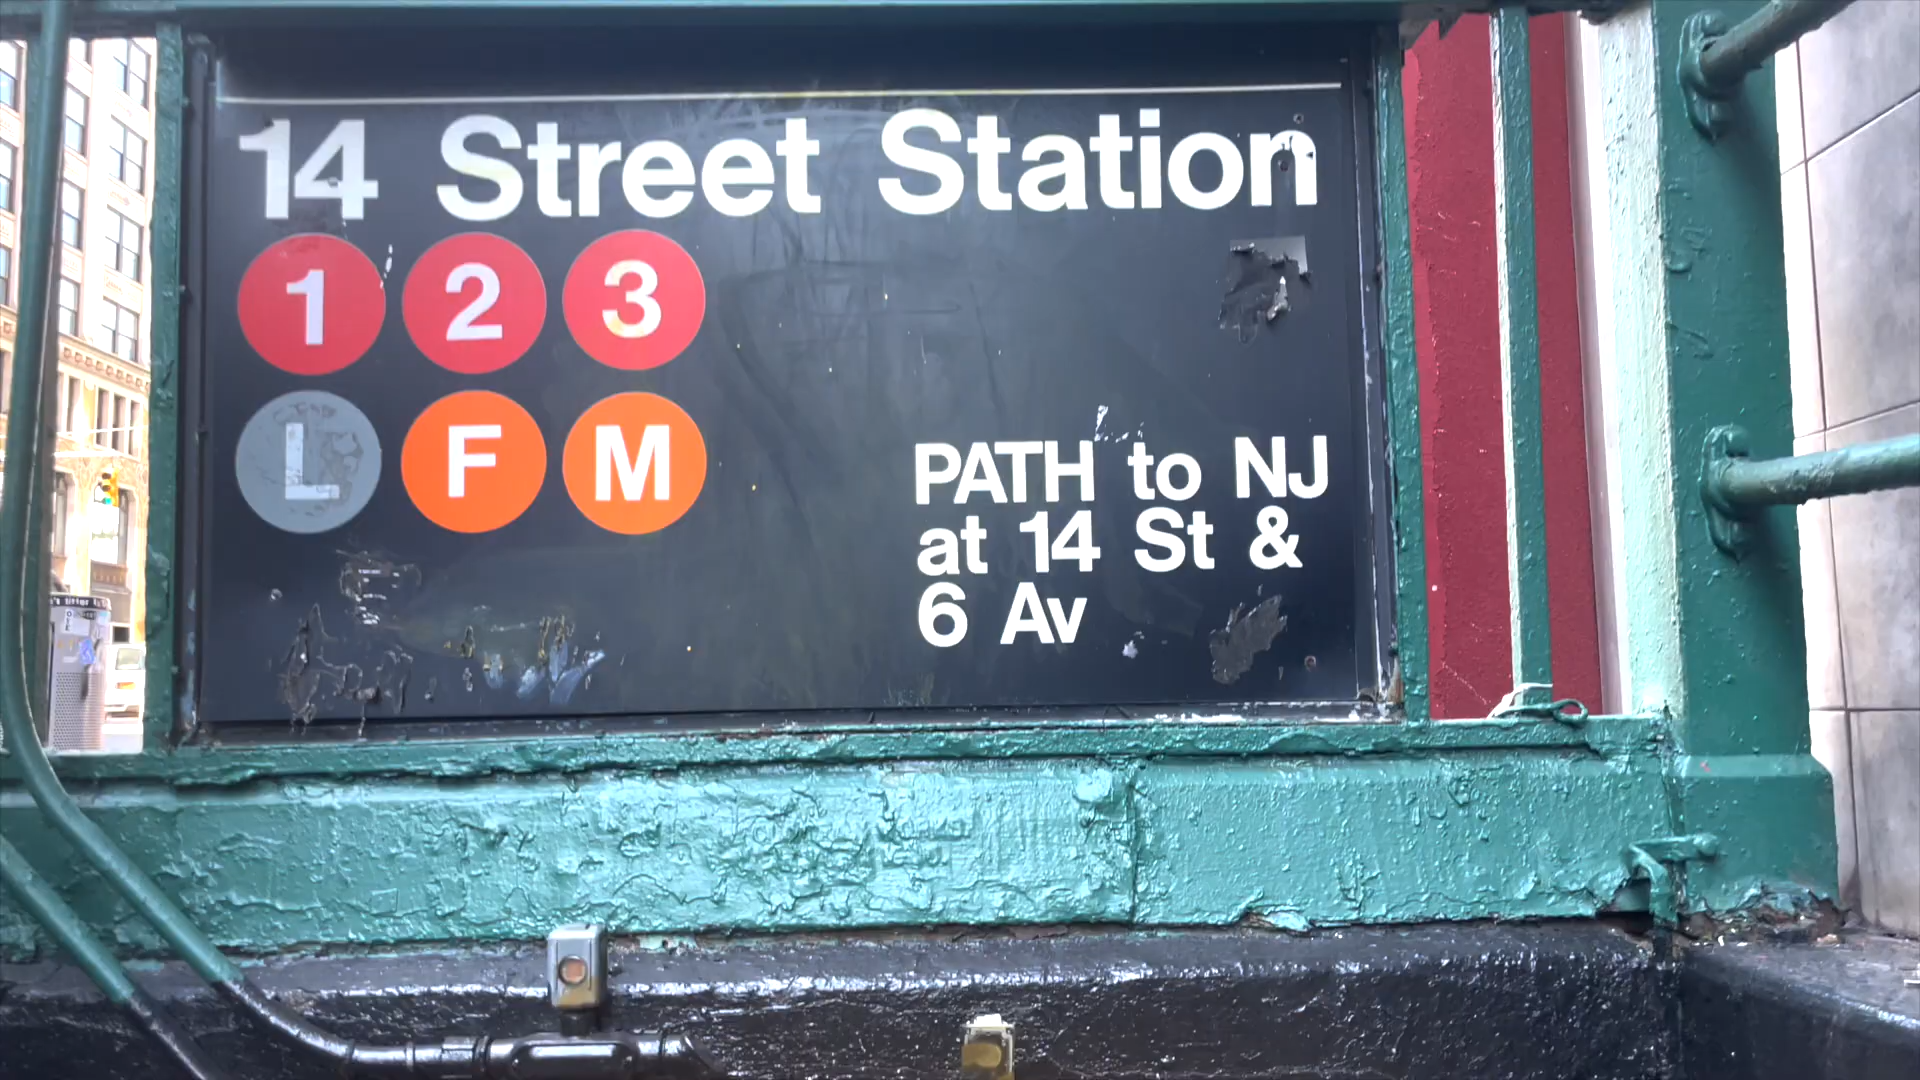 14 Street Station
1 2 3
L F M
PATH to NJ
at 14 St &
6 Av